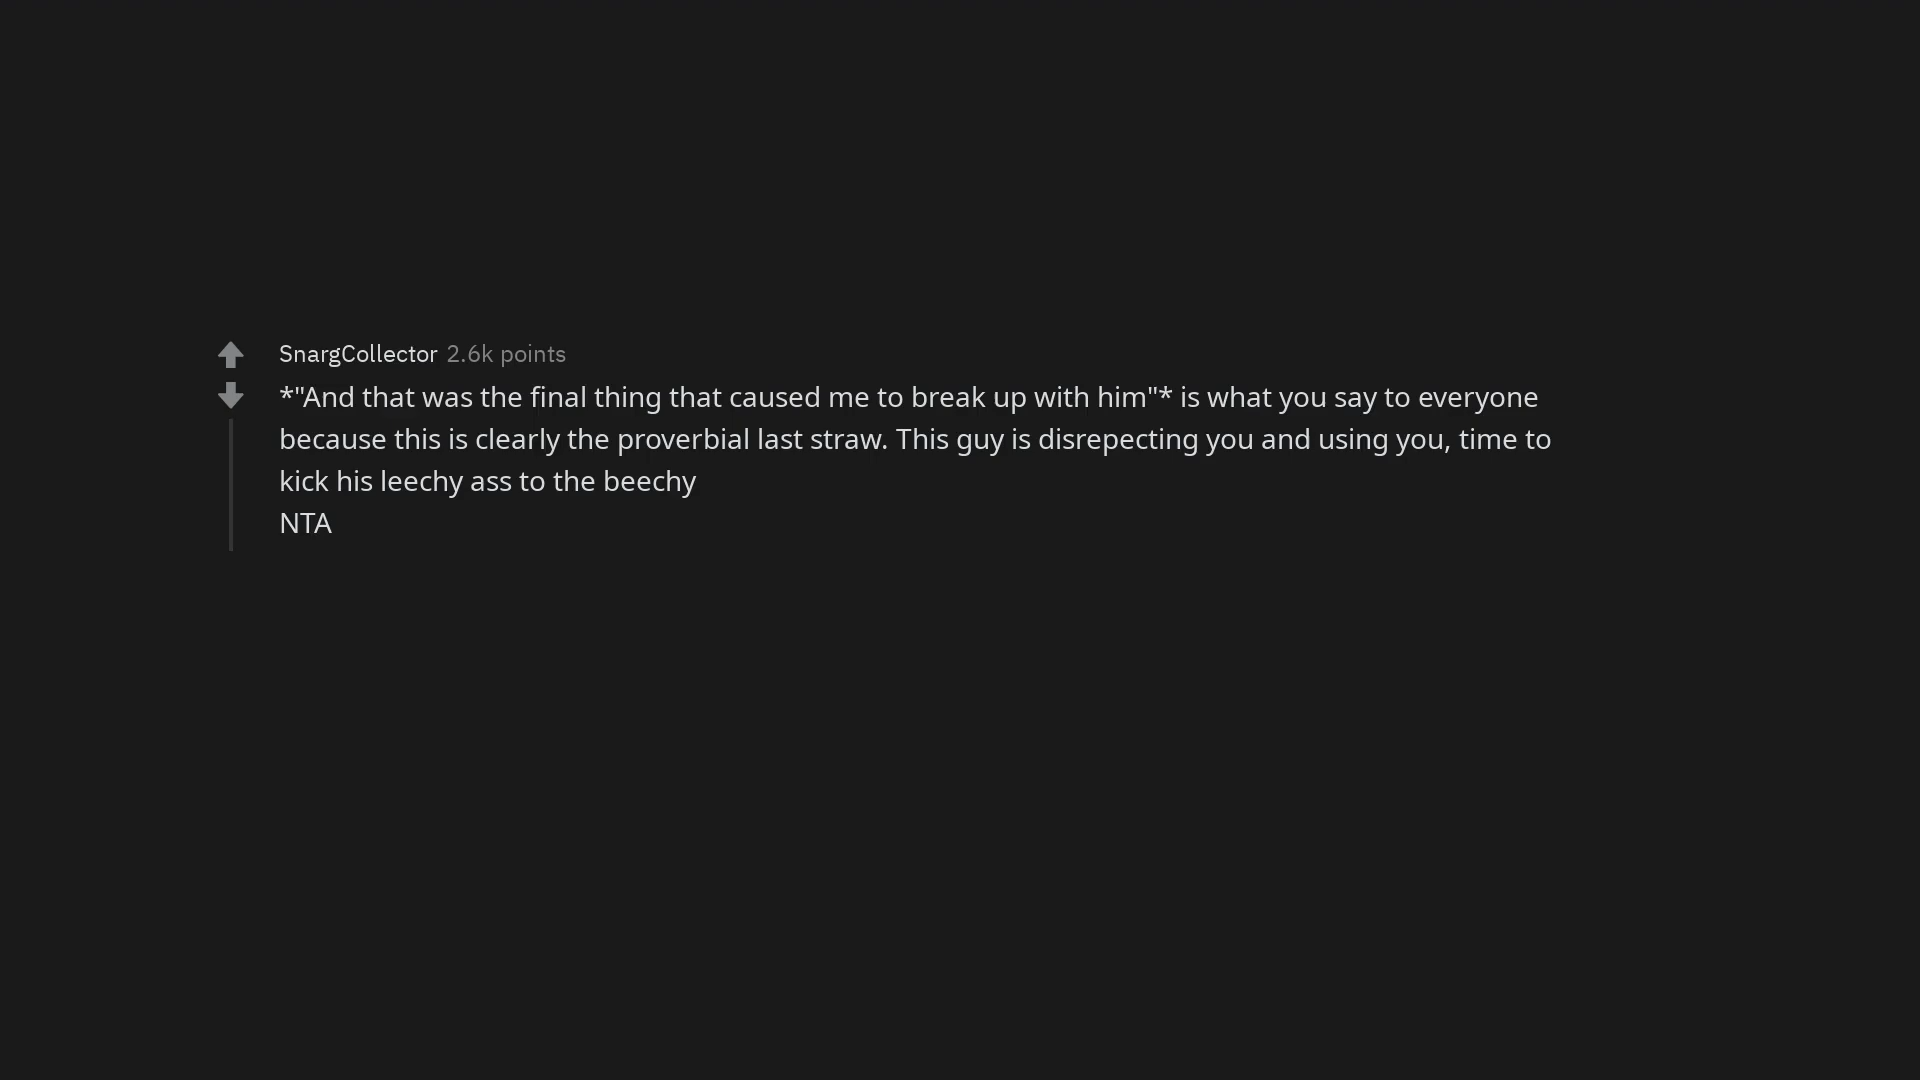 SnargCollector 2.6k points
*"And that was the final thing that caused me to break up with him"* is what you say to everyone
because this is clearly the proverbial last straw. This guy is disrepecting you and using you, time to
kick his leechy ass to the beechy
NTA